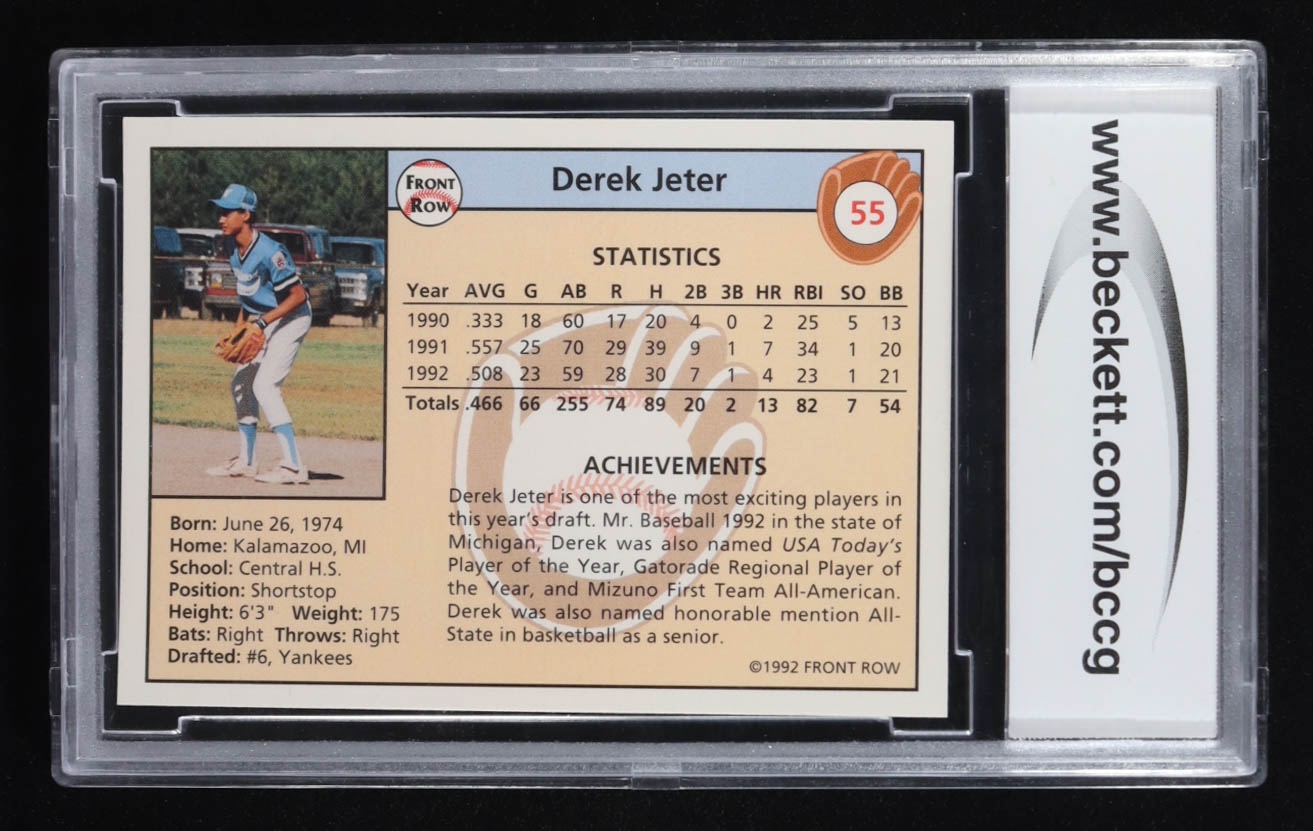 FRONT
ROW
Derek Jeter
55
STATISTICS
Year AVG G AB R H 2B 3B HR RBI SO BB
1990 .333 18 60 17 20 4 0 2 25 5 13
1991 .557 25 70 29 39 9 1 7 34 1 20
1992 .508 23 59 28 30 7 1 4 23 1 21
Totals .466 66 255 74 89 20 2 13 82 7 54
ACHIEVEMENTS
Derek Jeter is one of the most exciting players in
this year's draft. Mr. Baseball 1992 in the state of
Michigan, Derek was also named USA Today's
Player of the Year, Gatorade Regional Player of
the Year, and Mizuno First Team All-American.
Derek was also named honorable mention All-
State in basketball as a senior.
©1992 FRONT ROW
Born: June 26, 1974
Home: Kalamazoo, MI
School: Central H.S.
Position: Shortstop
Height: 6'3" Weight: 175
Bats: Right Throws: Right
Drafted: #6, Yankees
www.beckett.com/bccg